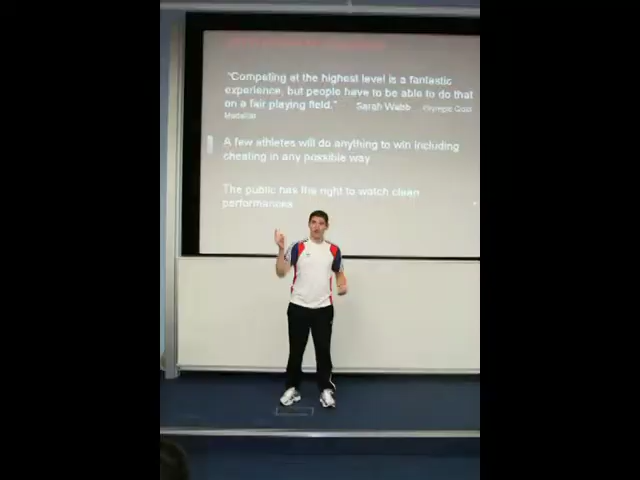 "Competing at the highest level is a fantastic
experience, but people have to be able to do that
on a fair playing field." Sarah Webb Olympic Gold
Medallist
A few athletes will do anything to win including
cheating in any possible way
The public has the right to watch clean
performances